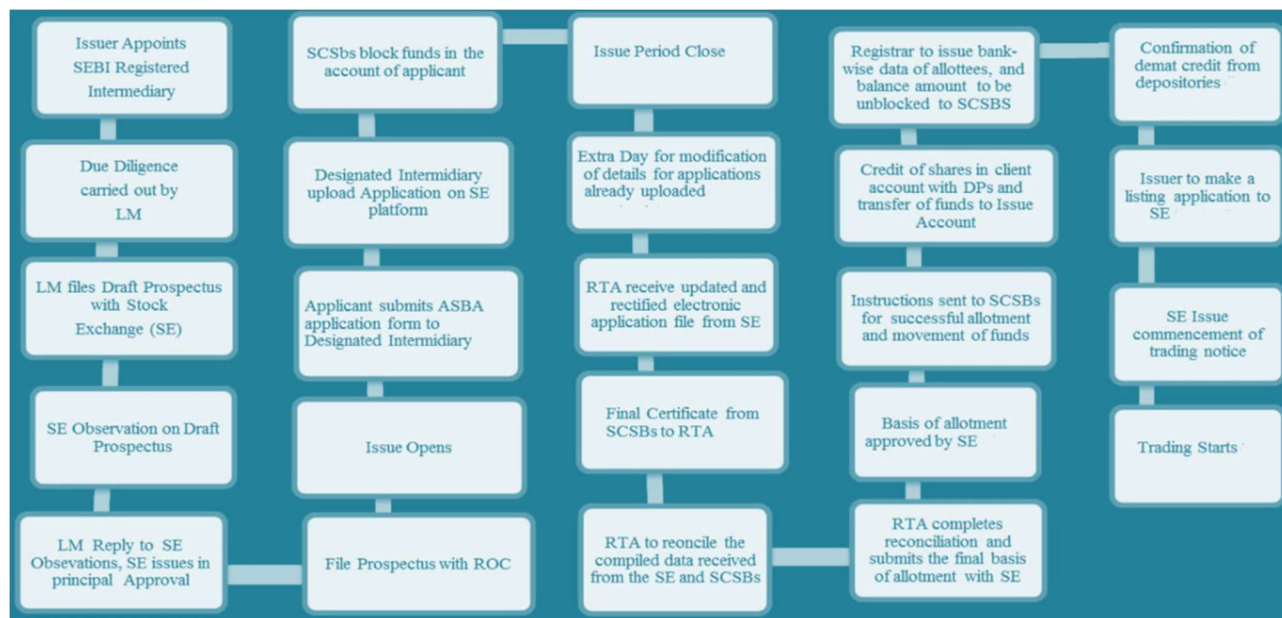 Issuer Appoints
SEBI Registered
Intermediary
Due Diligence
carried out by
LM
LM files Draft Prospectus
with Stock
Exchange (SE)
SE Observation on Draft
Prospectus
LM Reply to SE
Obsevations, SE issues in
principal Approval
File Prospectus with ROC
Issue Opens
Applicant submits ASBA
application form to
Designated Intermidiary
Designated Intermidiary
upload Application on SE
platform
SCSbs block funds in the
account of applicant
Issue Period Close
Extra Day for modification
of details for applications
already uploaded
RTA receive updated and
rectified electronic
application file from SE
Final Certificate from
SCSBs to RTA
RTA to reconcile the
compiled data received
from the SE and SCSBs
RTA completes
reconciliation and
submits the final basis
of allotment with SE
Basis of allotment
approved by SE
Instructions sent to SCSBs
for successful allotment
and movement of funds
Credit of shares in client
account with DPs and
transfer of funds to Issue
Account
Registrar to issue bank-
wise data of allottees, and
balance amount to be
unblocked to SCSBS
Confirmation of
demat credit from
depositories
Issuer to make a
listing application to
SE
SE Issue
commencement of
trading notice
Trading Starts